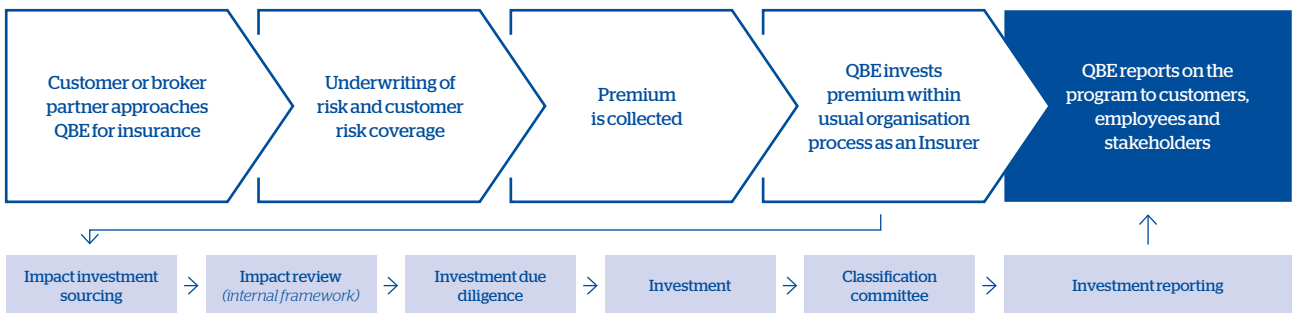 Customer or broker
partner approaches
QBE for insurance
Underwriting of
risk and customer
risk coverage
Premium
is collected
QBE invests
premium within
usual organisation
process as an Insurer
QBE reports on the
program to customers,
employees and
stakeholders
Impact investment
sourcing
Impact review
(internal framework)
Investment due
diligence
Investment
Classification
committee
Investment reporting